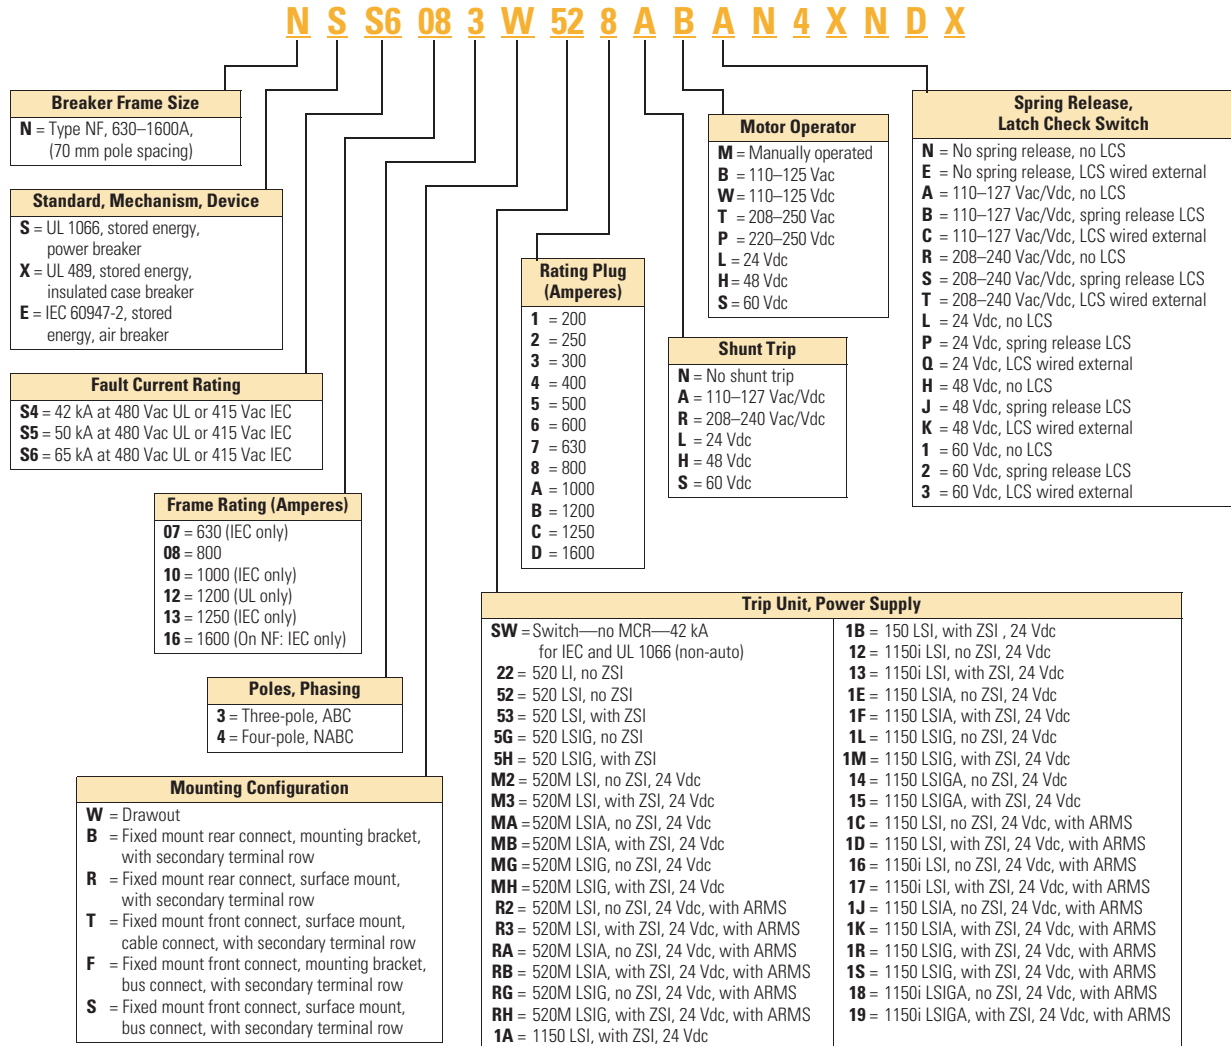 N S S6 08 3 W 52 8 A B A N 4 X N D X
Breaker Frame Size
N = Type NF, 630–1600A,
(70 mm pole spacing)
Standard, Mechanism, Device
S = UL 1066, stored energy,
power breaker
X = UL 489, stored energy,
insulated case breaker
E = IEC 60947-2, stored
energy, air breaker
Fault Current Rating
S4 = 42 kA at 480 Vac UL or 415 Vac IEC
S5 = 50 kA at 480 Vac UL or 415 Vac IEC
S6 = 65 kA at 480 Vac UL or 415 Vac IEC
Frame Rating (Amperes)
07 = 630 (IEC only)
08 = 800
10 = 1000 (IEC only)
12 = 1200 (UL only)
13 = 1250 (IEC only)
16 = 1600 (On NF: IEC only)
Poles, Phasing
3 = Three-pole, ABC
4 = Four-pole, NABC
Mounting Configuration
W = Drawout
B = Fixed mount rear connect, mounting bracket,
with secondary terminal row
R = Fixed mount rear connect, surface mount,
with secondary terminal row
T = Fixed mount front connect, surface mount,
cable connect, with secondary terminal row
F = Fixed mount front connect, mounting bracket,
bus connect, with secondary terminal row
S = Fixed mount front connect, surface mount,
bus connect, with secondary terminal row
Trip Unit, Power Supply
SW = Switch—no MCR—42 kA
for IEC and UL 1066 (non-auto)
22 = 520 LI, no ZSI
52 = 520 LSI, no ZSI
53 = 520 LSI, with ZSI
5G = 520 LSIG, no ZSI
5H = 520 LSIG, with ZSI
M2 = 520M LSI, no ZSI, 24 Vdc
M3 = 520M LSI, with ZSI, 24 Vdc
MA = 520M LSIA, no ZSI, 24 Vdc
MB = 520M LSIA, with ZSI, 24 Vdc
MG = 520M LSIG, no ZSI, 24 Vdc
MH = 520M LSIG, with ZSI, 24 Vdc
R2 = 520M LSI, no ZSI, 24 Vdc, with ARMS
R3 = 520M LSI, with ZSI, 24 Vdc, with ARMS
RA = 520M LSIA, no ZSI, 24 Vdc, with ARMS
RB = 520M LSIA, with ZSI, 24 Vdc, with ARMS
RG = 520M LSIG, no ZSI, 24 Vdc, with ARMS
RH = 520M LSIG, with ZSI, 24 Vdc, with ARMS
1A = 1150 LSI, with ZSI, 24 Vdc
1B = 150 LSI, with ZSI , 24 Vdc
12 = 1150i LSI, no ZSI, 24 Vdc
13 = 1150i LSI, with ZSI, 24 Vdc
1E = 1150 LSIA, no ZSI, 24 Vdc
1F = 1150 LSIA, with ZSI, 24 Vdc
1L = 1150 LSIG, no ZSI, 24 Vdc
1M = 1150 LSIG, with ZSI, 24 Vdc
14 = 1150 LSIGA, no ZSI, 24 Vdc
15 = 1150 LSIGA, with ZSI, 24 Vdc
1C = 1150 LSI, no ZSI, 24 Vdc, with ARMS
1D = 1150 LSI, with ZSI, 24 Vdc, with ARMS
16 = 1150i LSI, no ZSI, 24 Vdc, with ARMS
17 = 1150i LSI, with ZSI, 24 Vdc, with ARMS
1J = 1150 LSIA, no ZSI, 24 Vdc, with ARMS
1K = 1150 LSIA, with ZSI, 24 Vdc, with ARMS
1R = 1150 LSIG, with ZSI, 24 Vdc, with ARMS
1S = 1150 LSIG, with ZSI, 24 Vdc, with ARMS
18 = 1150i LSIGA, no ZSI, 24 Vdc, with ARMS
19 = 1150i LSIGA, with ZSI, 24 Vdc, with ARMS
Rating Plug
(Amperes)
1 = 200
2 = 250
3 = 300
4 = 400
5 = 500
6 = 600
7 = 630
8 = 800
A = 1000
B = 1200
C = 1250
D = 1600
Shunt Trip
N = No shunt trip
A = 110–127 Vac/Vdc
R = 208–240 Vac/Vdc
L = 24 Vdc
H = 48 Vdc
S = 60 Vdc
Motor Operator
M = Manually operated
B = 110–125 Vac
W = 110–125 Vdc
T = 208–250 Vac
P = 220–250 Vdc
L = 24 Vdc
H = 48 Vdc
S = 60 Vdc
Spring Release,
Latch Check Switch
N = No spring release, no LCS
E = No spring release, LCS wired external
A = 110–127 Vac/Vdc, no LCS
B = 110–127 Vac/Vdc, spring release LCS
C = 110–127 Vac/Vdc, LCS wired external
R = 208–240 Vac/Vdc, no LCS
S = 208–240 Vac/Vdc, spring release LCS
T = 208–240 Vac/Vdc, LCS wired external
L = 24 Vdc, no LCS
P = 24 Vdc, spring release LCS
Q = 24 Vdc, LCS wired external
H = 48 Vdc, no LCS
J = 48 Vdc, spring release LCS
K = 48 Vdc, LCS wired external
1 = 60 Vdc, no LCS
2 = 60 Vdc, spring release LCS
3 = 60 Vdc, LCS wired external